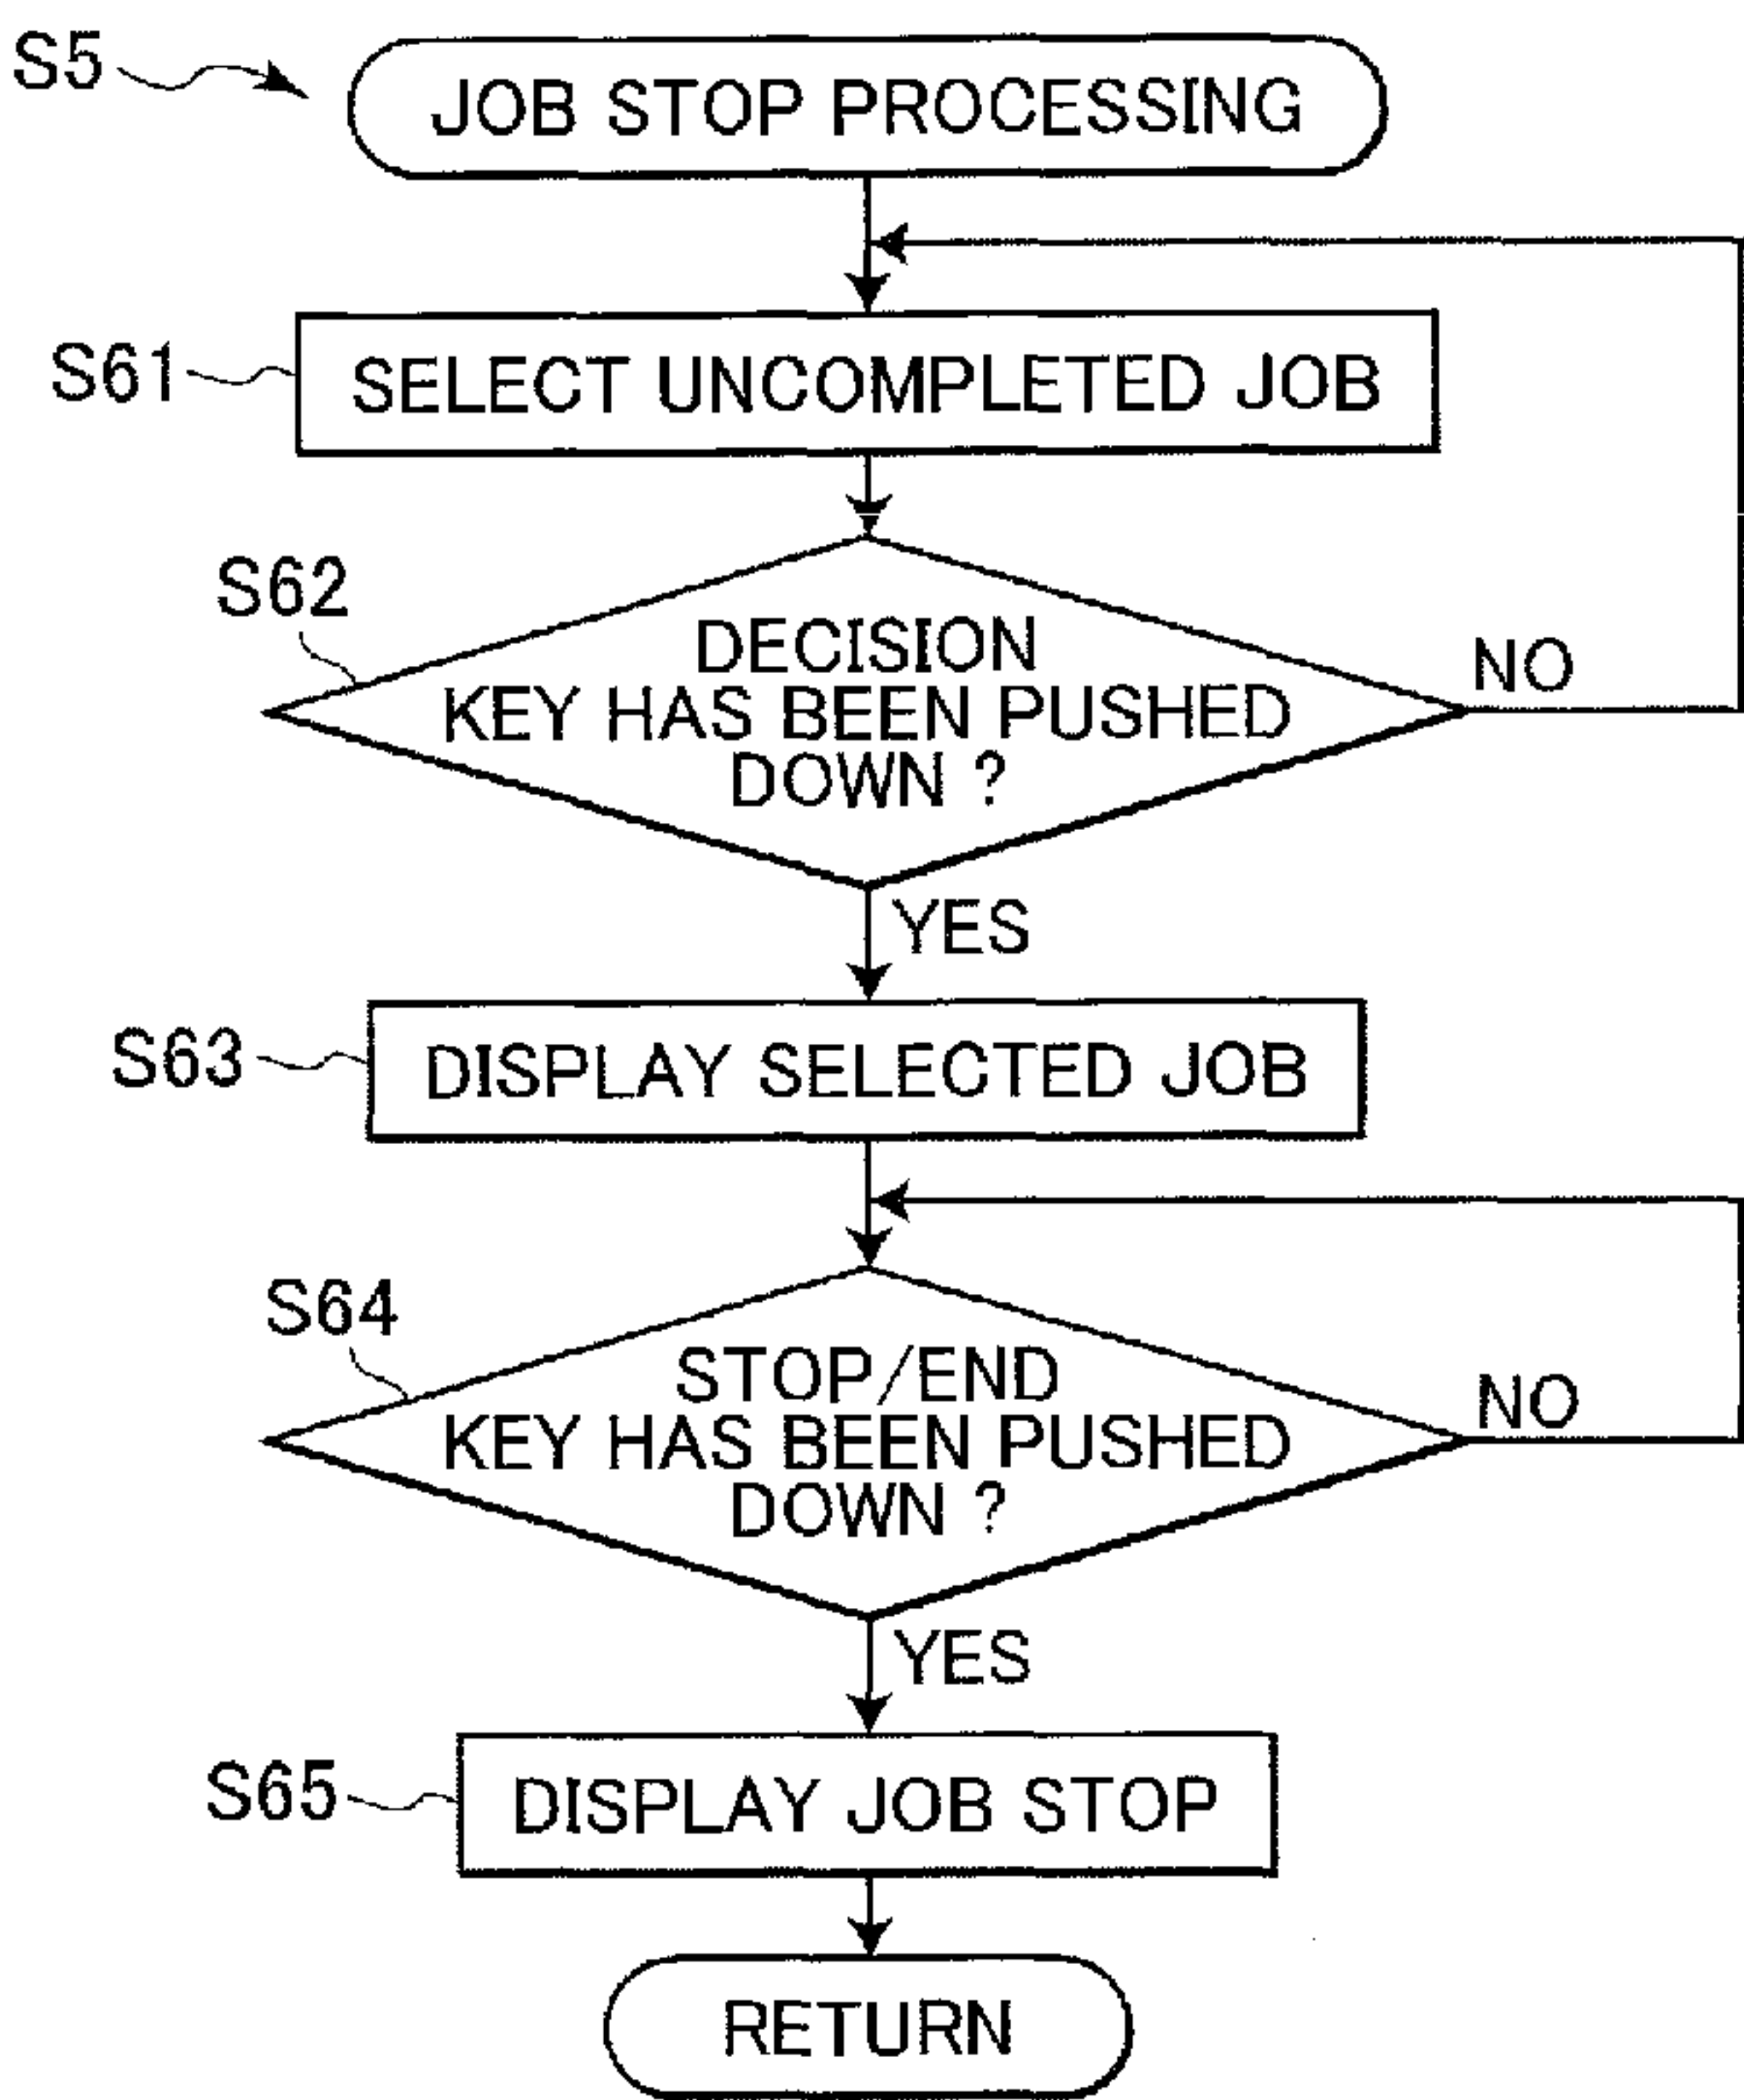 S5
JOB STOP PROCESSING
S61
SELECT UNCOMPLETED JOB
S62
DECISION
KEY HAS BEEN PUSHED
DOWN ?
NO
YES
S63
DISPLAY SELECTED JOB
S64
STOP/END
KEY HAS BEEN PUSHED
DOWN ?
NO
YES
S65
DISPLAY JOB STOP
RETURN